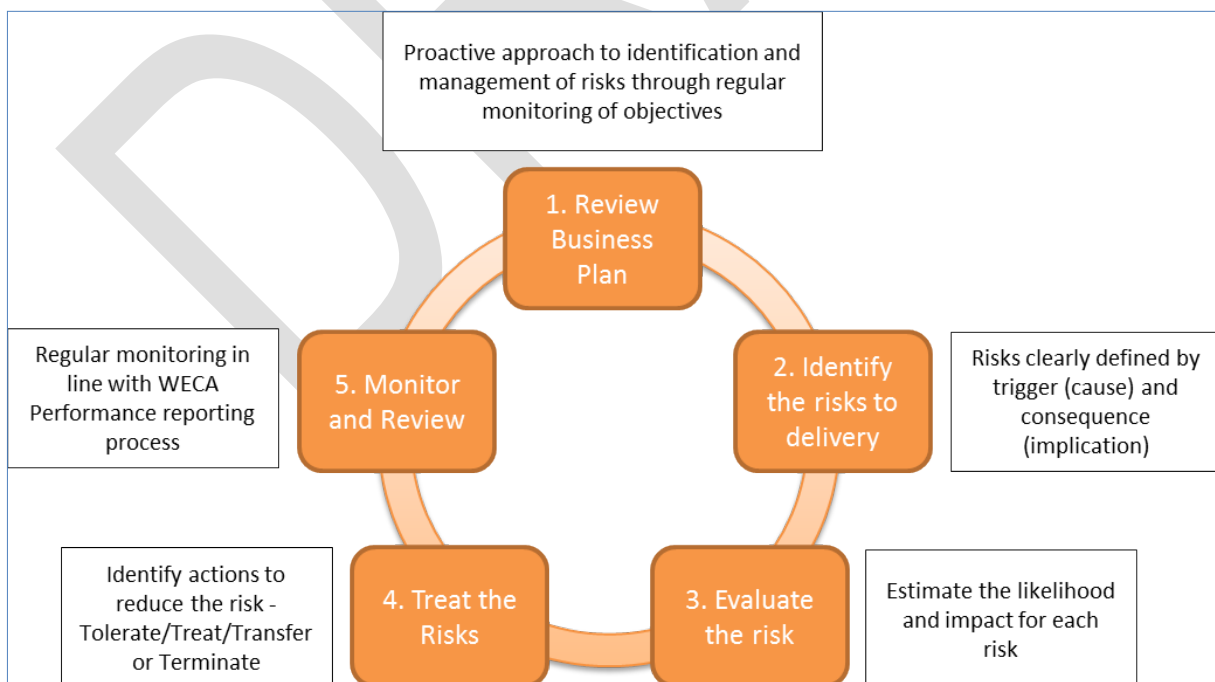 Proactive approach to identification and
management of risks through regular
monitoring of objectives
1. Review
Business
Plan
2. Identify
the risks to
delivery
Risks clearly defined by
trigger (cause) and
consequence
(implication)
3. Evaluate
the risk
Estimate the likelihood
and impact for each
risk
4. Treat the
Risks
Identify actions to
reduce the risk -
Tolerate/Treat/Transfer
or Terminate
5. Monitor
and Review
Regular monitoring in
line with WECA
Performance reporting
process